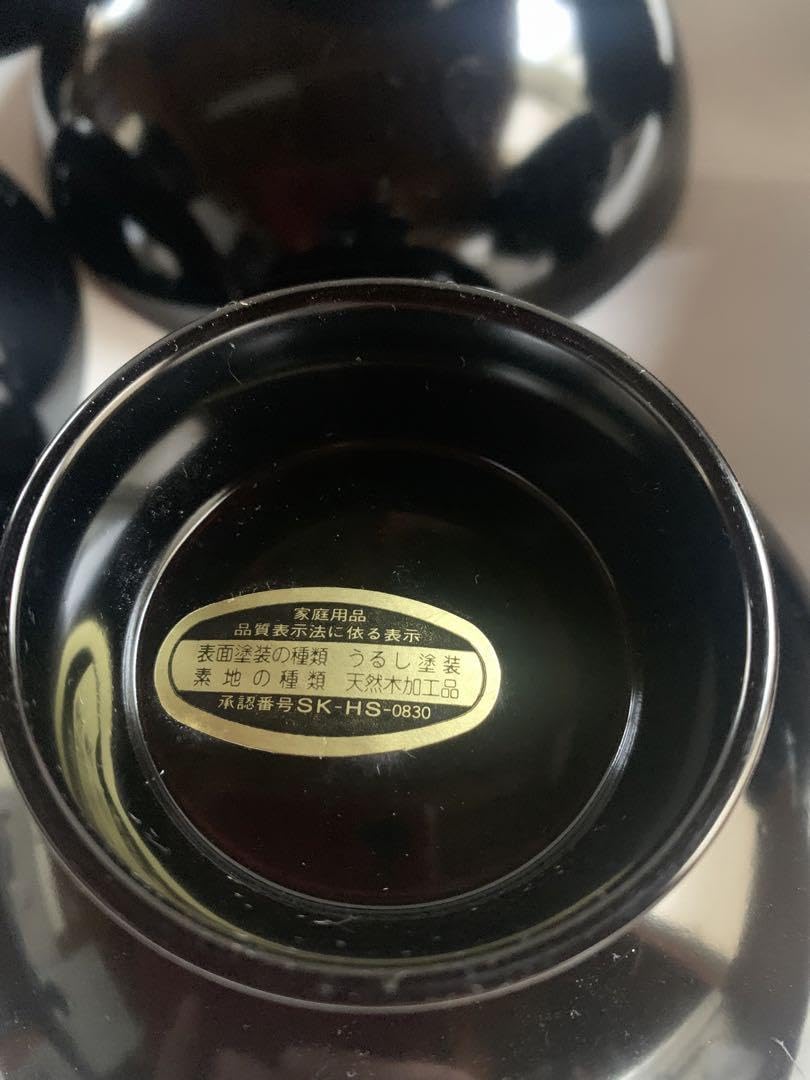 家庭用品
品質表示法に依る表示
表面塗装の種類 うるし塗装
素地の種類 天然木加工品
承認番号SK-HS-0830